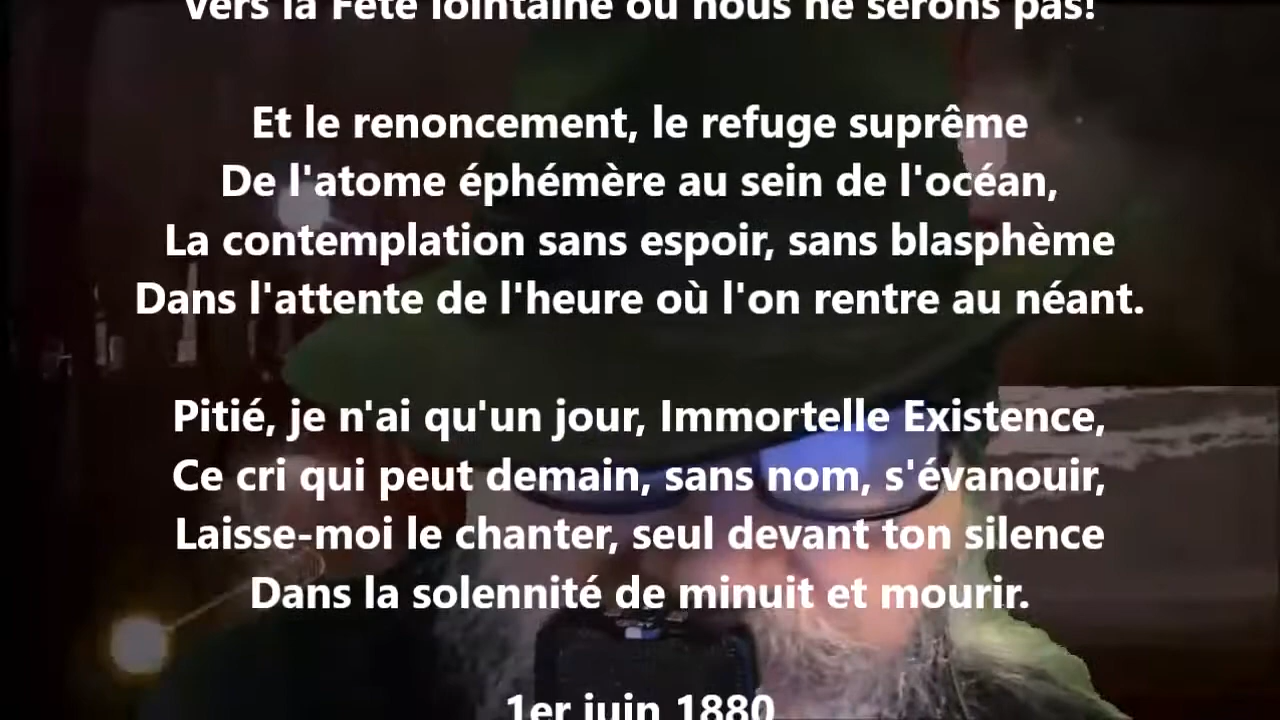 vers la Fête lointaine où nous ne serons pas!
Et le renoncement, le refuge suprême
De l'atome éphémère au sein de l'océan,
La contemplation sans espoir, sans blasphème
Dans l'attente de l'heure où l'on rentre au néant.
Pitié, je n'ai qu'un jour, Immortelle Existence,
Ce cri qui peut demain, sans nom, s'évanouir,
Laisse-moi le chanter, seul devant ton silence
Dans la solennité de minuit et mourir.
1er juin 1880